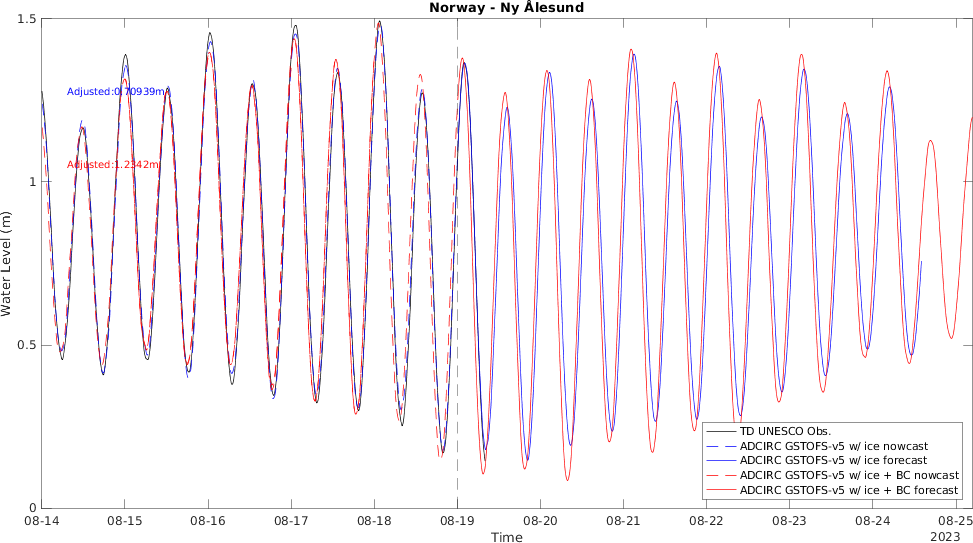 Norway - Ny Ålesund
1.5
1
0.5
0
Water Level (m)
Adjusted:0.70939m
Adjusted:1.2342m
TD UNESCO Obs.
ADCIRC GSTOFS-v5 w/ ice nowcast
ADCIRC GSTOFS-v5 w/ ice forecast
ADCIRC GSTOFS-v5 w/ ice + BC nowcast
ADCIRC GSTOFS-v5 w/ ice + BC forecast
08-14 08-15 08-16 08-17 08-18 08-19 08-20 08-21 08-22 08-23 08-24 08-25
Time
2023